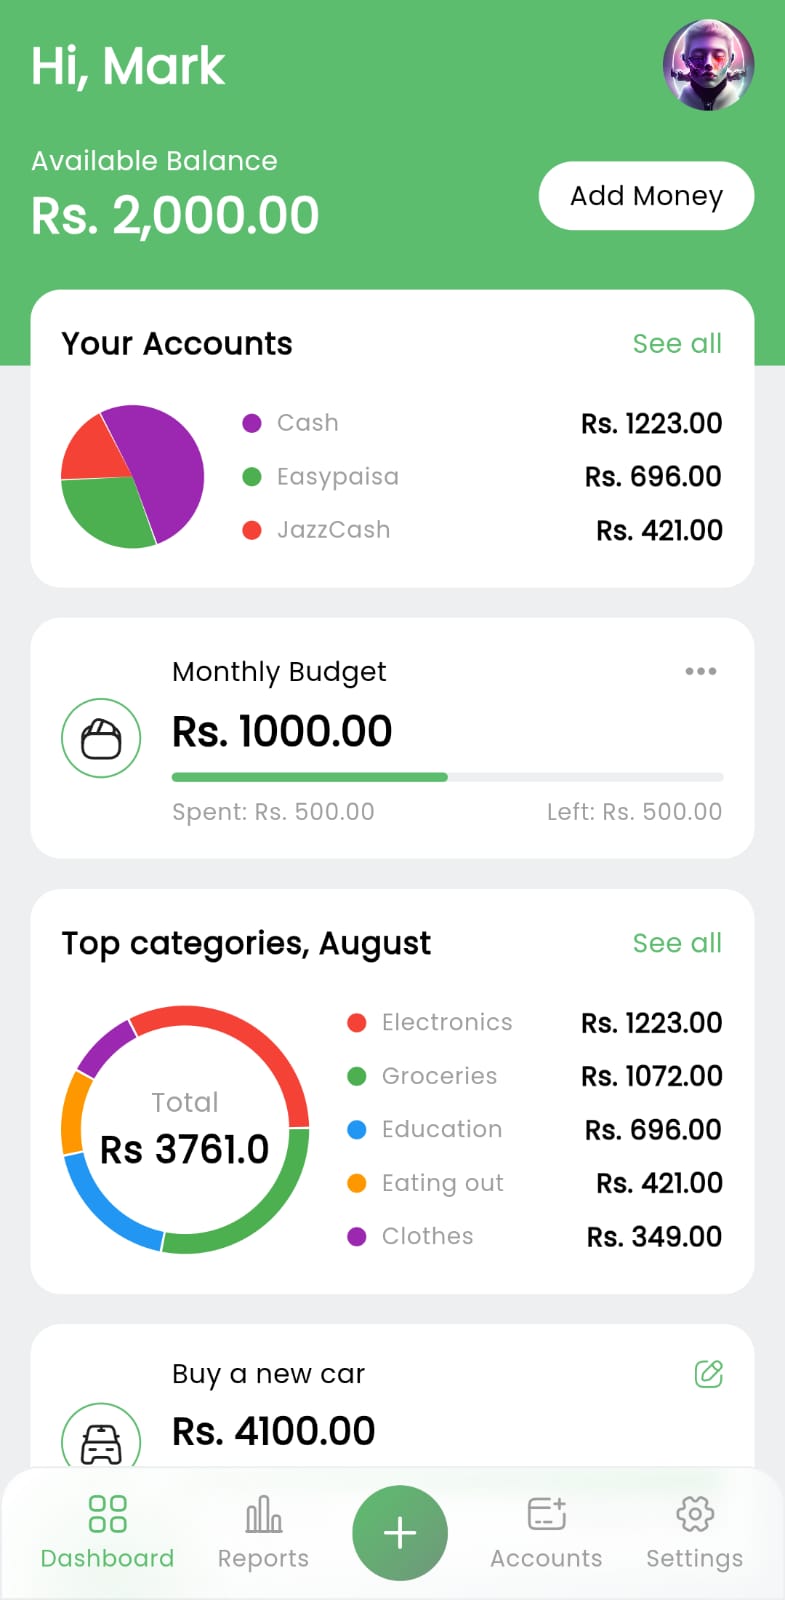 Hi, Mark
Available Balance
Rs. 2,000.00
Add Money
Your Accounts
See all
Cash Rs. 1223.00
Easypaisa Rs. 696.00
JazzCash Rs. 421.00
Monthly Budget
Rs. 1000.00
Spent: Rs. 500.00 Left: Rs. 500.00
Top categories, August
See all
Total
Rs 3761.0
Electronics Rs. 1223.00
Groceries Rs. 1072.00
Education Rs. 696.00
Eating out Rs. 421.00
Clothes Rs. 349.00
Buy a new car
Rs. 4100.00
Dashboard Reports Accounts Settings